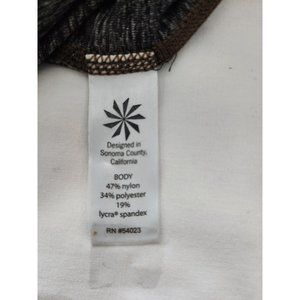 Designed in
Sonoma County,
California
BODY
47% nylon
34% polyester
19%
lycra® spandex
RN #54023